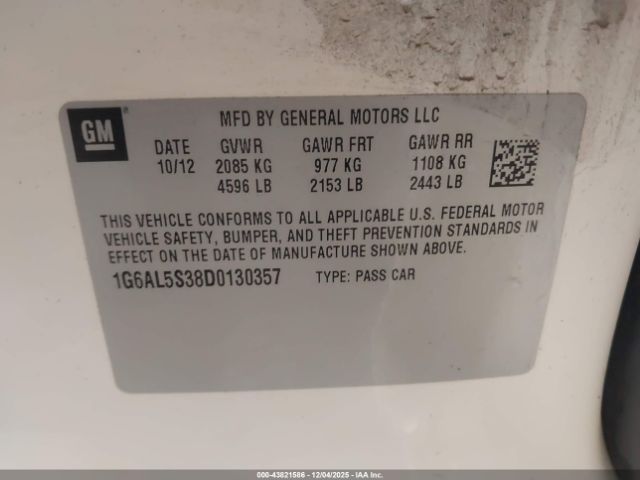 GM
MFD BY GENERAL MOTORS LLC
DATE GVWR GAWR FRT GAWR RR
10/12 2085 KG 977 KG 1108 KG
4596 LB 2153 LB 2443 LB
THIS VEHICLE CONFORMS TO ALL APPLICABLE U.S. FEDERAL MOTOR
VEHICLE SAFETY, BUMPER, AND THEFT PREVENTION STANDARDS IN
EFFECT ON THE DATE OF MANUFACTURE SHOWN ABOVE.
1G6AL5S38D0130357 TYPE: PASS CAR
000-43821586 - 12/04/2025 - IAA Inc.